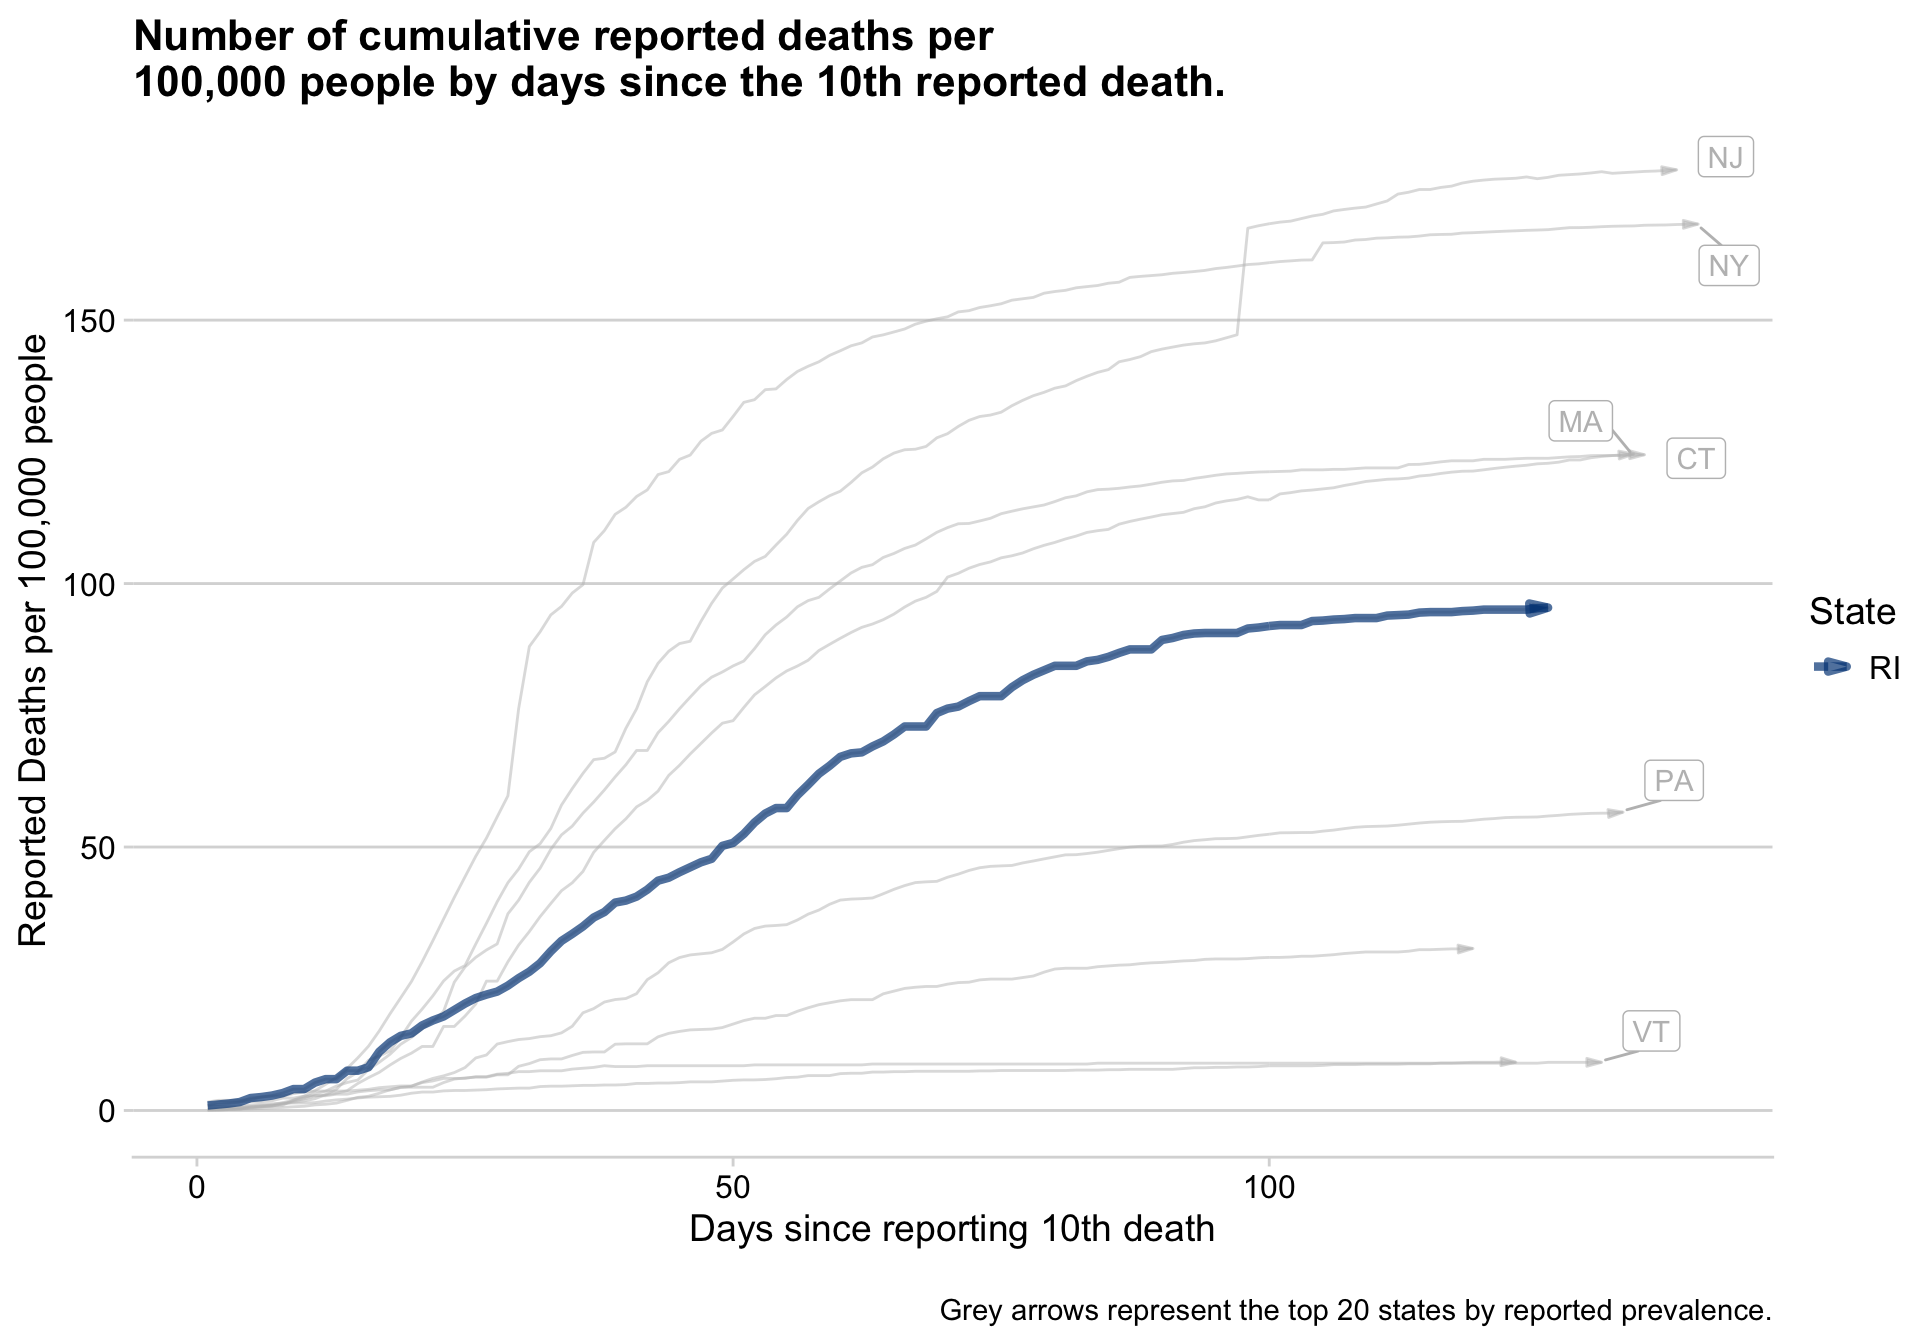 Number of cumulative reported deaths per
100,000 people by days since the 10th reported death.
Reported Deaths per 100,000 people
150
100
50
0
NJ
NY
MA
CT
PA
VT
State
RI
0
50
100
Days since reporting 10th death
Grey arrows represent the top 20 states by reported prevalence.